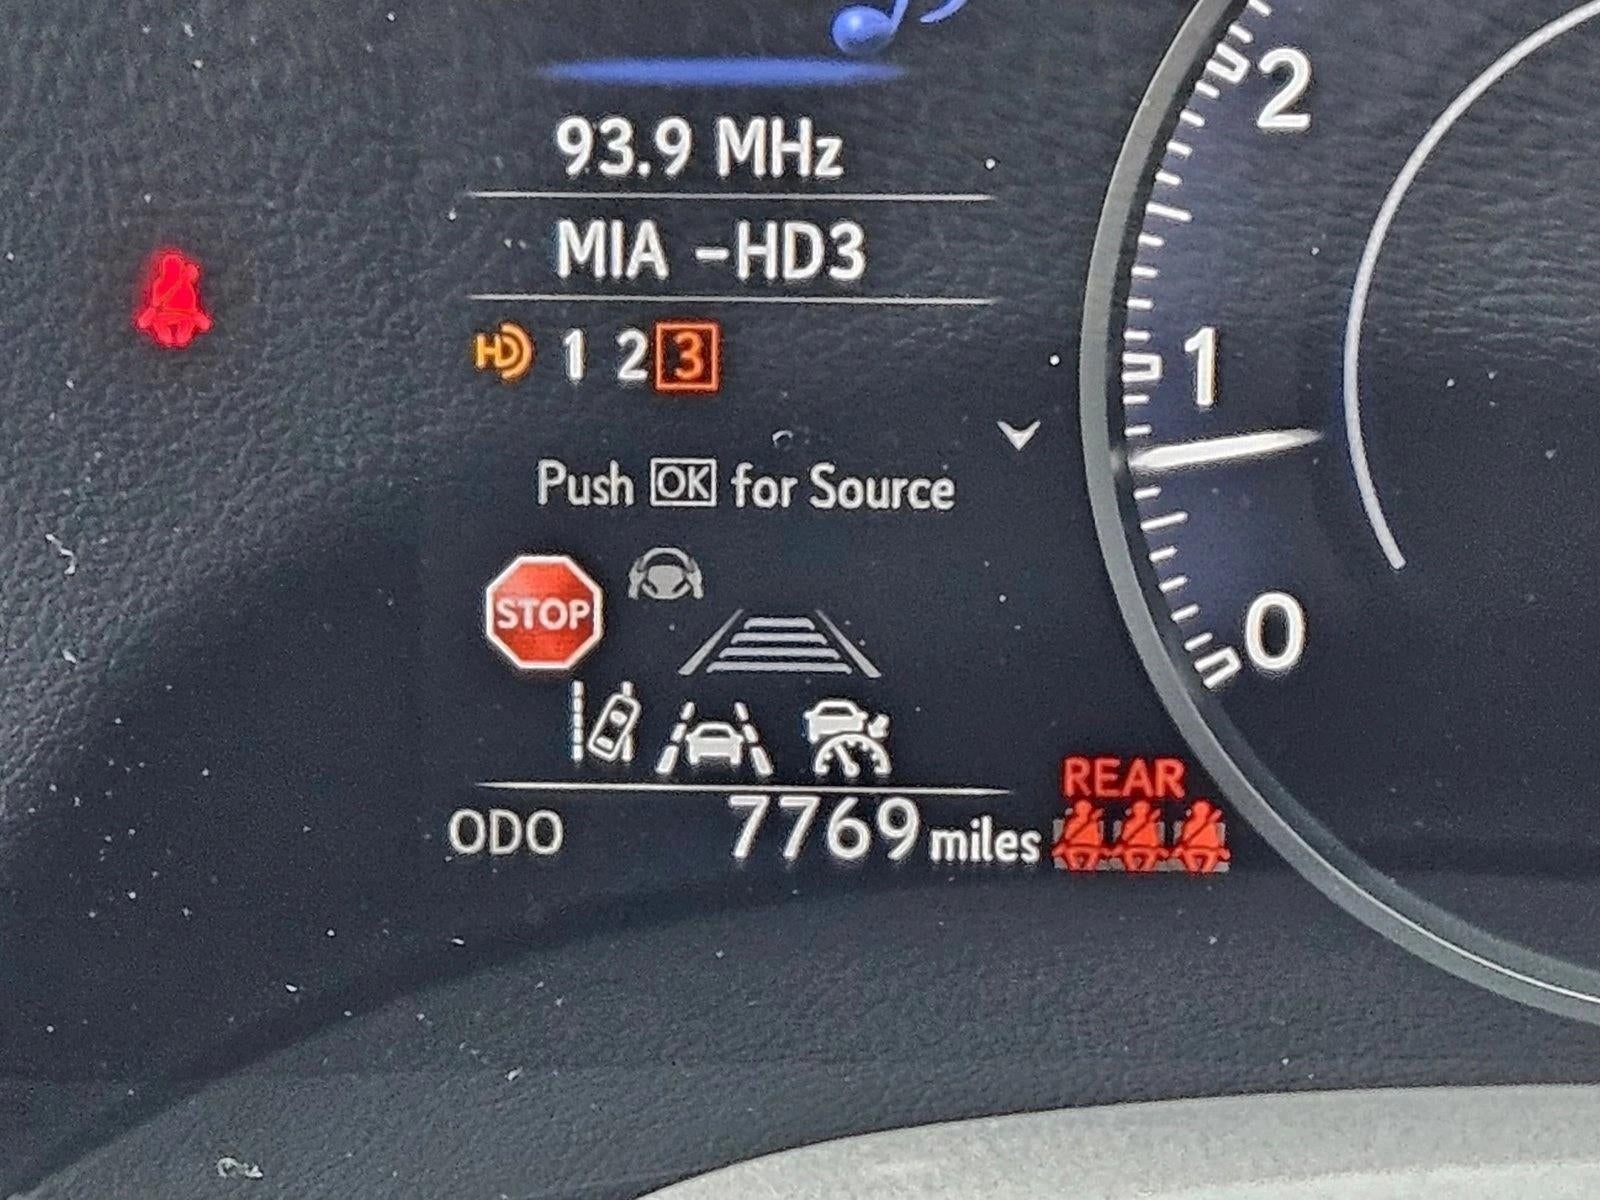 93.9 MHz
MIA -HD3
HD 1 2 3
Push OK for Source
STOP
REAR
ODO 7769 miles
2
1
0